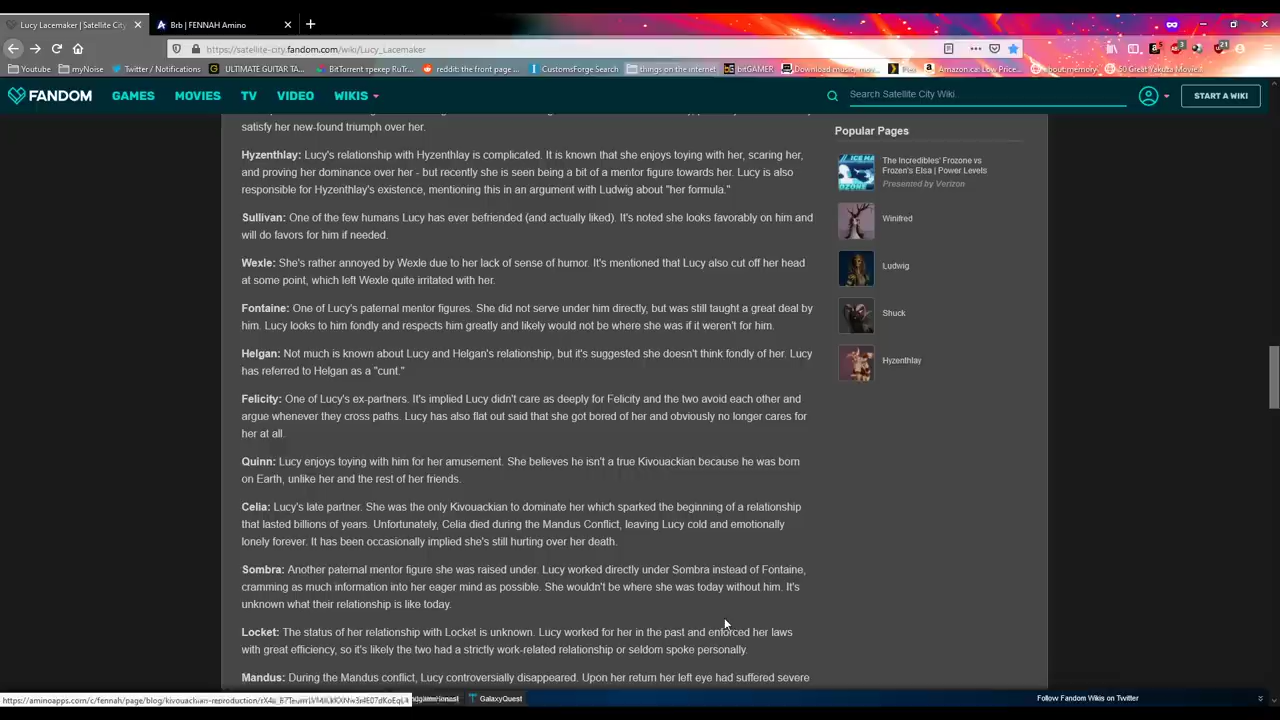 Lucy Lacemaker | Satellite City
Brb | FENNAH Amino
https://satellite-city.fandom.com/wiki/Lucy_Lacemaker
Youtube
myNoise
Twitter / Notifications
ULTIMATE GUITAR TA...
BitTorrent трекер RuTr...
reddit: the front page ...
CustomsForge Search
things on the internet
bitGAMER
Download music, mov...
Plex
Amazon.ca: Low Price...
about:memory
50 Great Yakuza Movie...
FANDOM
GAMES
MOVIES
TV
VIDEO
WIKIS
Search Satellite City Wiki...
START A WIKI
satisfy her new-found triumph over her.
Hyzenthlay: Lucy's relationship with Hyzenthlay is complicated. It is known that she enjoys toying with her, scaring her,
and proving her dominance over her - but recently she is seen being a bit of a mentor figure towards her. Lucy is also
responsible for Hyzenthlay's existence, mentioning this in an argument with Ludwig about "her formula."
Sullivan: One of the few humans Lucy has ever befriended (and actually liked). It's noted she looks favorably on him and
will do favors for him if needed.
Wexle: She's rather annoyed by Wexle due to her lack of sense of humor. It's mentioned that Lucy also cut off her head
at some point, which left Wexle quite irritated with her.
Fontaine: One of Lucy's paternal mentor figures. She did not serve under him directly, but was still taught a great deal by
him. Lucy looks to him fondly and respects him greatly and likely would not be where she was if it weren't for him.
Helgan: Not much is known about Lucy and Helgan's relationship, but it's suggested she doesn't think fondly of her. Lucy
has referred to Helgan as a "cunt."
Felicity: One of Lucy's ex-partners. It's implied Lucy didn't care as deeply for Felicity and the two avoid each other and
argue whenever they cross paths. Lucy has also flat out said that she got bored of her and obviously no longer cares for
her at all.
Quinn: Lucy enjoys toying with him for her amusement. She believes he isn't a true Kivouackian because he was born
on Earth, unlike her and the rest of her friends.
Celia: Lucy's late partner. She was the only Kivouackian to dominate her which sparked the beginning of a relationship
that lasted billions of years. Unfortunately, Celia died during the Mandus Conflict, leaving Lucy cold and emotionally
lonely forever. It has been occasionally implied she's still hurting over her death.
Sombra: Another paternal mentor figure she was raised under. Lucy worked directly under Sombra instead of Fontaine,
cramming as much information into her eager mind as possible. She wouldn't be where she was today without him. It's
unknown what their relationship is like today.
Locket: The status of her relationship with Locket is unknown. Lucy worked for her in the past and enforced her laws
with great efficiency, so it's likely the two had a strictly work-related relationship or seldom spoke personally.
Mandus: During the Mandus conflict, Lucy controversially disappeared. Upon her return her left eye had suffered severe
Popular Pages
The Incredibles' Frozone vs
Frozen's Elsa | Power Levels
Presented by Verizon
Winifred
Ludwig
Shuck
Hyzenthlay
GalaxyQuest
Follow Fandom Wikis on Twitter